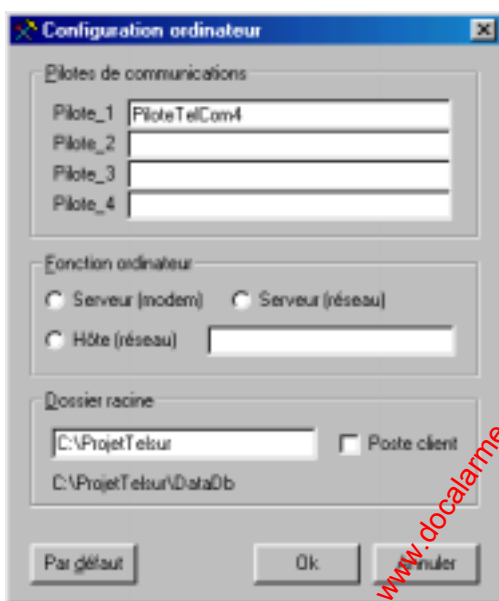 Configuration ordinateur
Pilotes de communications
Pilote_1 PiloteTelCom4
Pilote_2
Pilote_3
Pilote_4
Fonction ordinateur
Serveur (modem) Serveur (réseau)
Hôte (réseau)
Dossier racine
C:\ProjetTelsur Poste client
C:\ProjetTelsur\DataDb
Par défaut Ok Annuler
www.docalarme